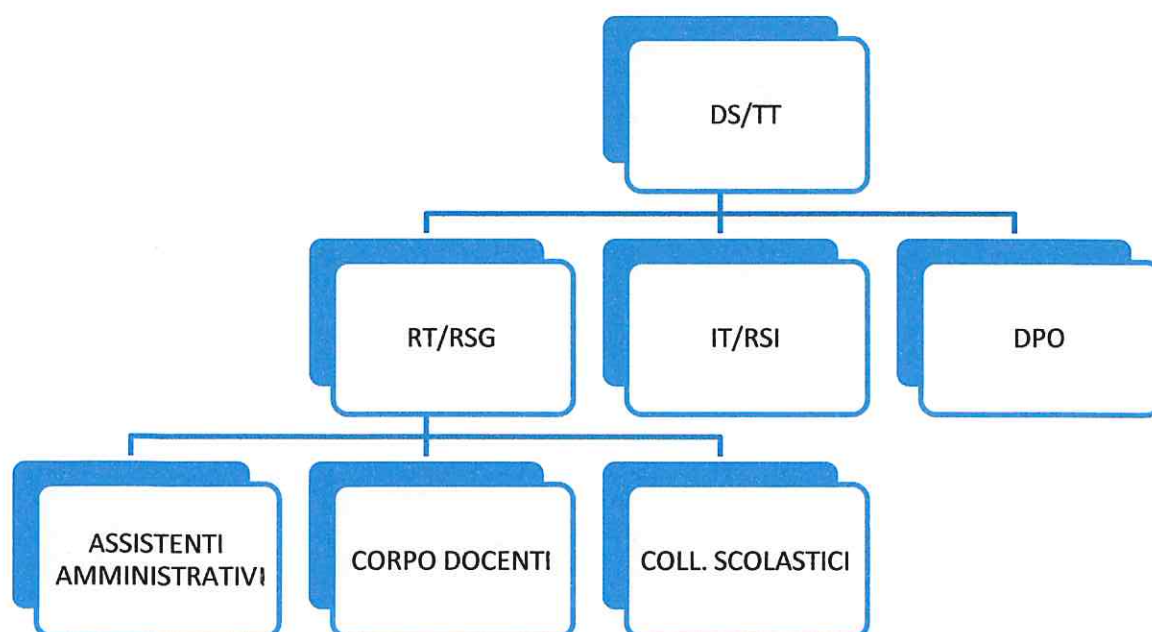 DS/TT
RT/RSG
IT/RSI
DPO
ASSISTENTI
AMMINISTRATIVI
CORPO DOCENTI
COLL. SCOLASTICI